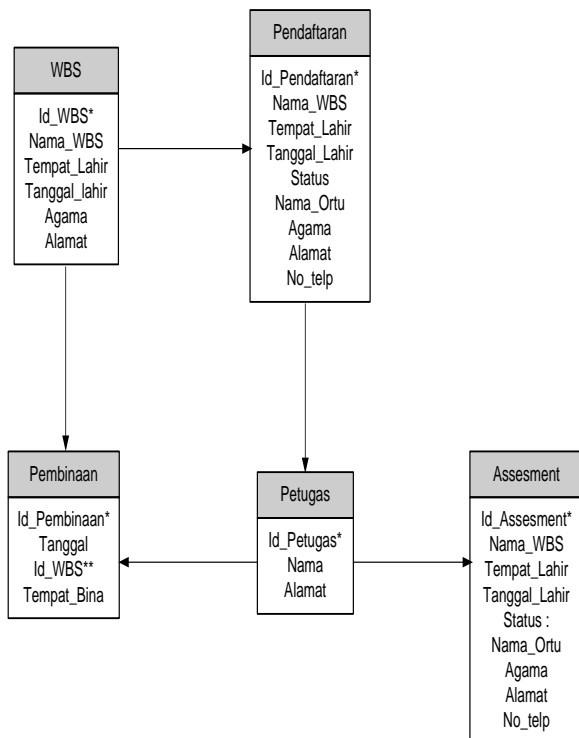 WBS
Id_WBS*
Nama_WBS
Tempat_Lahir
Tanggal_lahir
Agama
Alamat
Pendaftaran
Id_Pendaftaran*
Nama_WBS
Tempat_Lahir
Tanggal_Lahir
Status
Nama_Ortu
Agama
Alamat
No_telp
Pembinaan
Id_Pembinaan*
Tanggal
Id_WBS**
Tempat_Bina
Petugas
Id_Petugas*
Nama
Alamat
Assesment
Id_Assesment*
Nama_WBS
Tempat_Lahir
Tanggal_Lahir
Status :
Nama_Ortu
Agama
Alamat
No_telp